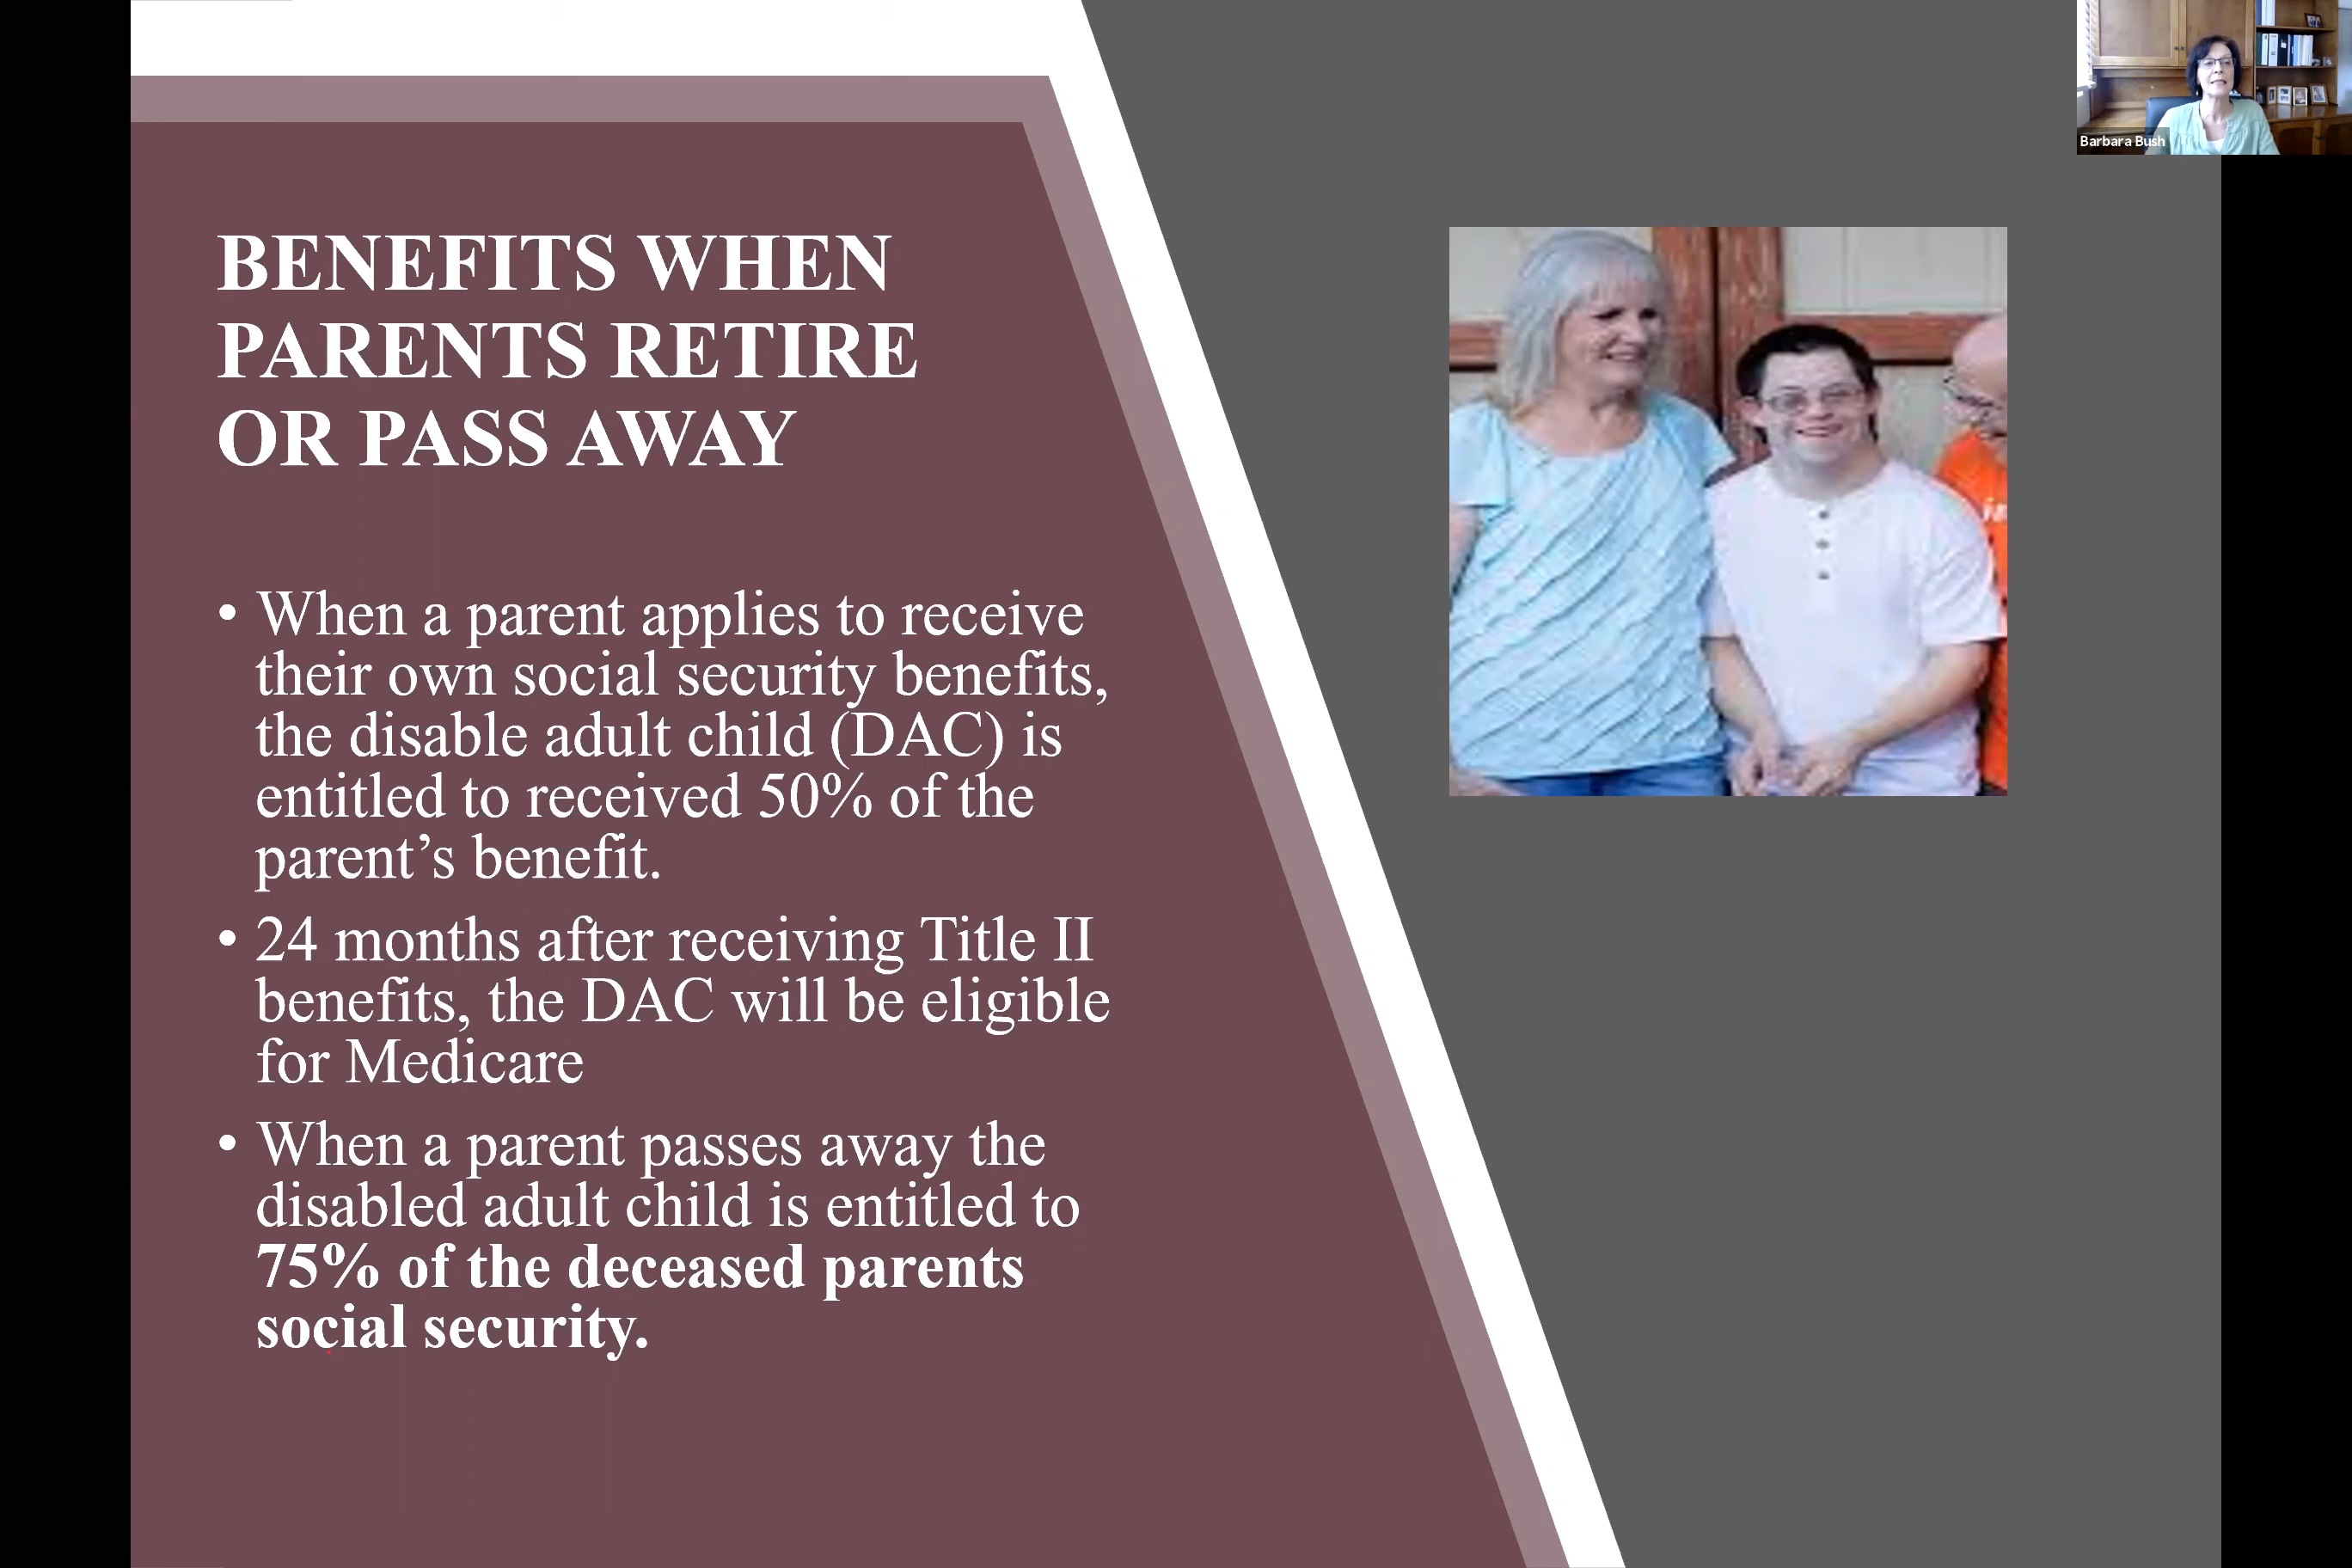 BENEFITS WHEN
PARENTS RETIRE
OR PASS AWAY
• When a parent applies to receive
their own social security benefits,
the disable adult child (DAC) is
entitled to received 50% of the
parent’s benefit.
• 24 months after receiving Title II
benefits, the DAC will be eligible
for Medicare
• When a parent passes away the
disabled adult child is entitled to
75% of the deceased parents
social security.
Barbara Bush